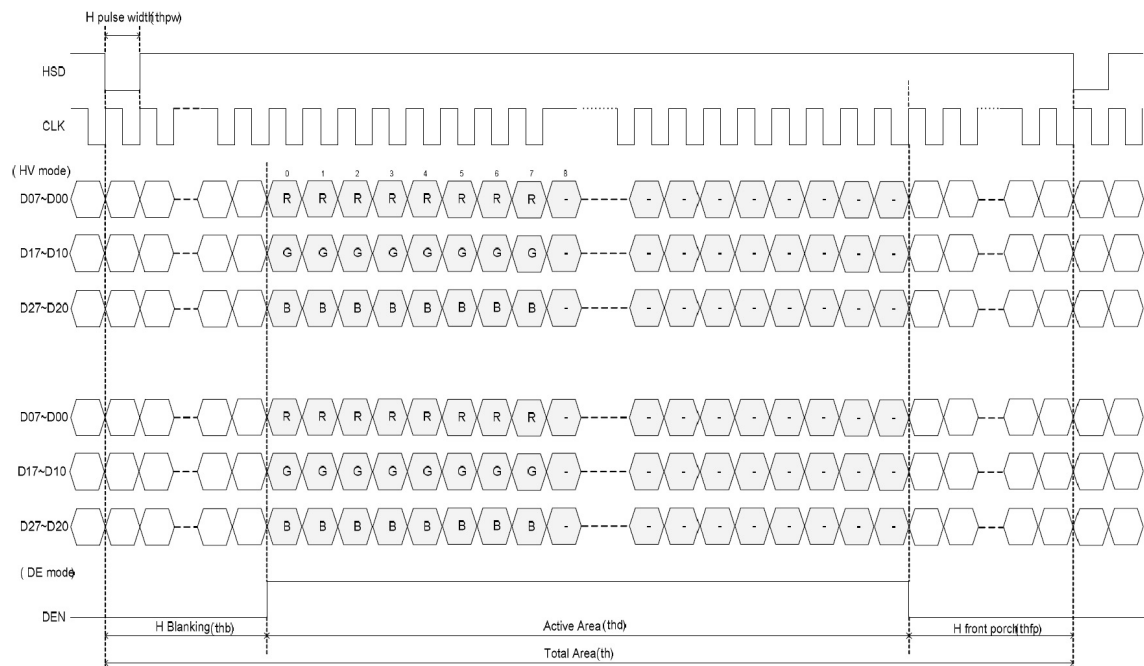 H pulse width(thpw)
HSD
CLK
( HV mode)
0 1 2 3 4 5 6 7 8
D07~D00 R R R R R R R R - - - - - - - - -
D17~D10 G G G G G G G G - - - - - - - - -
D27~D20 B B B B B B B B - - - - - - - - -
D07~D00 R R R R R R R R - - - - - - - - -
D17~D10 G G G G G G G G - - - - - - - - -
D27~D20 B B B B B B B B - - - - - - - - -
( DE mode)
DEN
H Blanking(thb) Active Area(thd) H front porch(thfp)
Total Area(th)